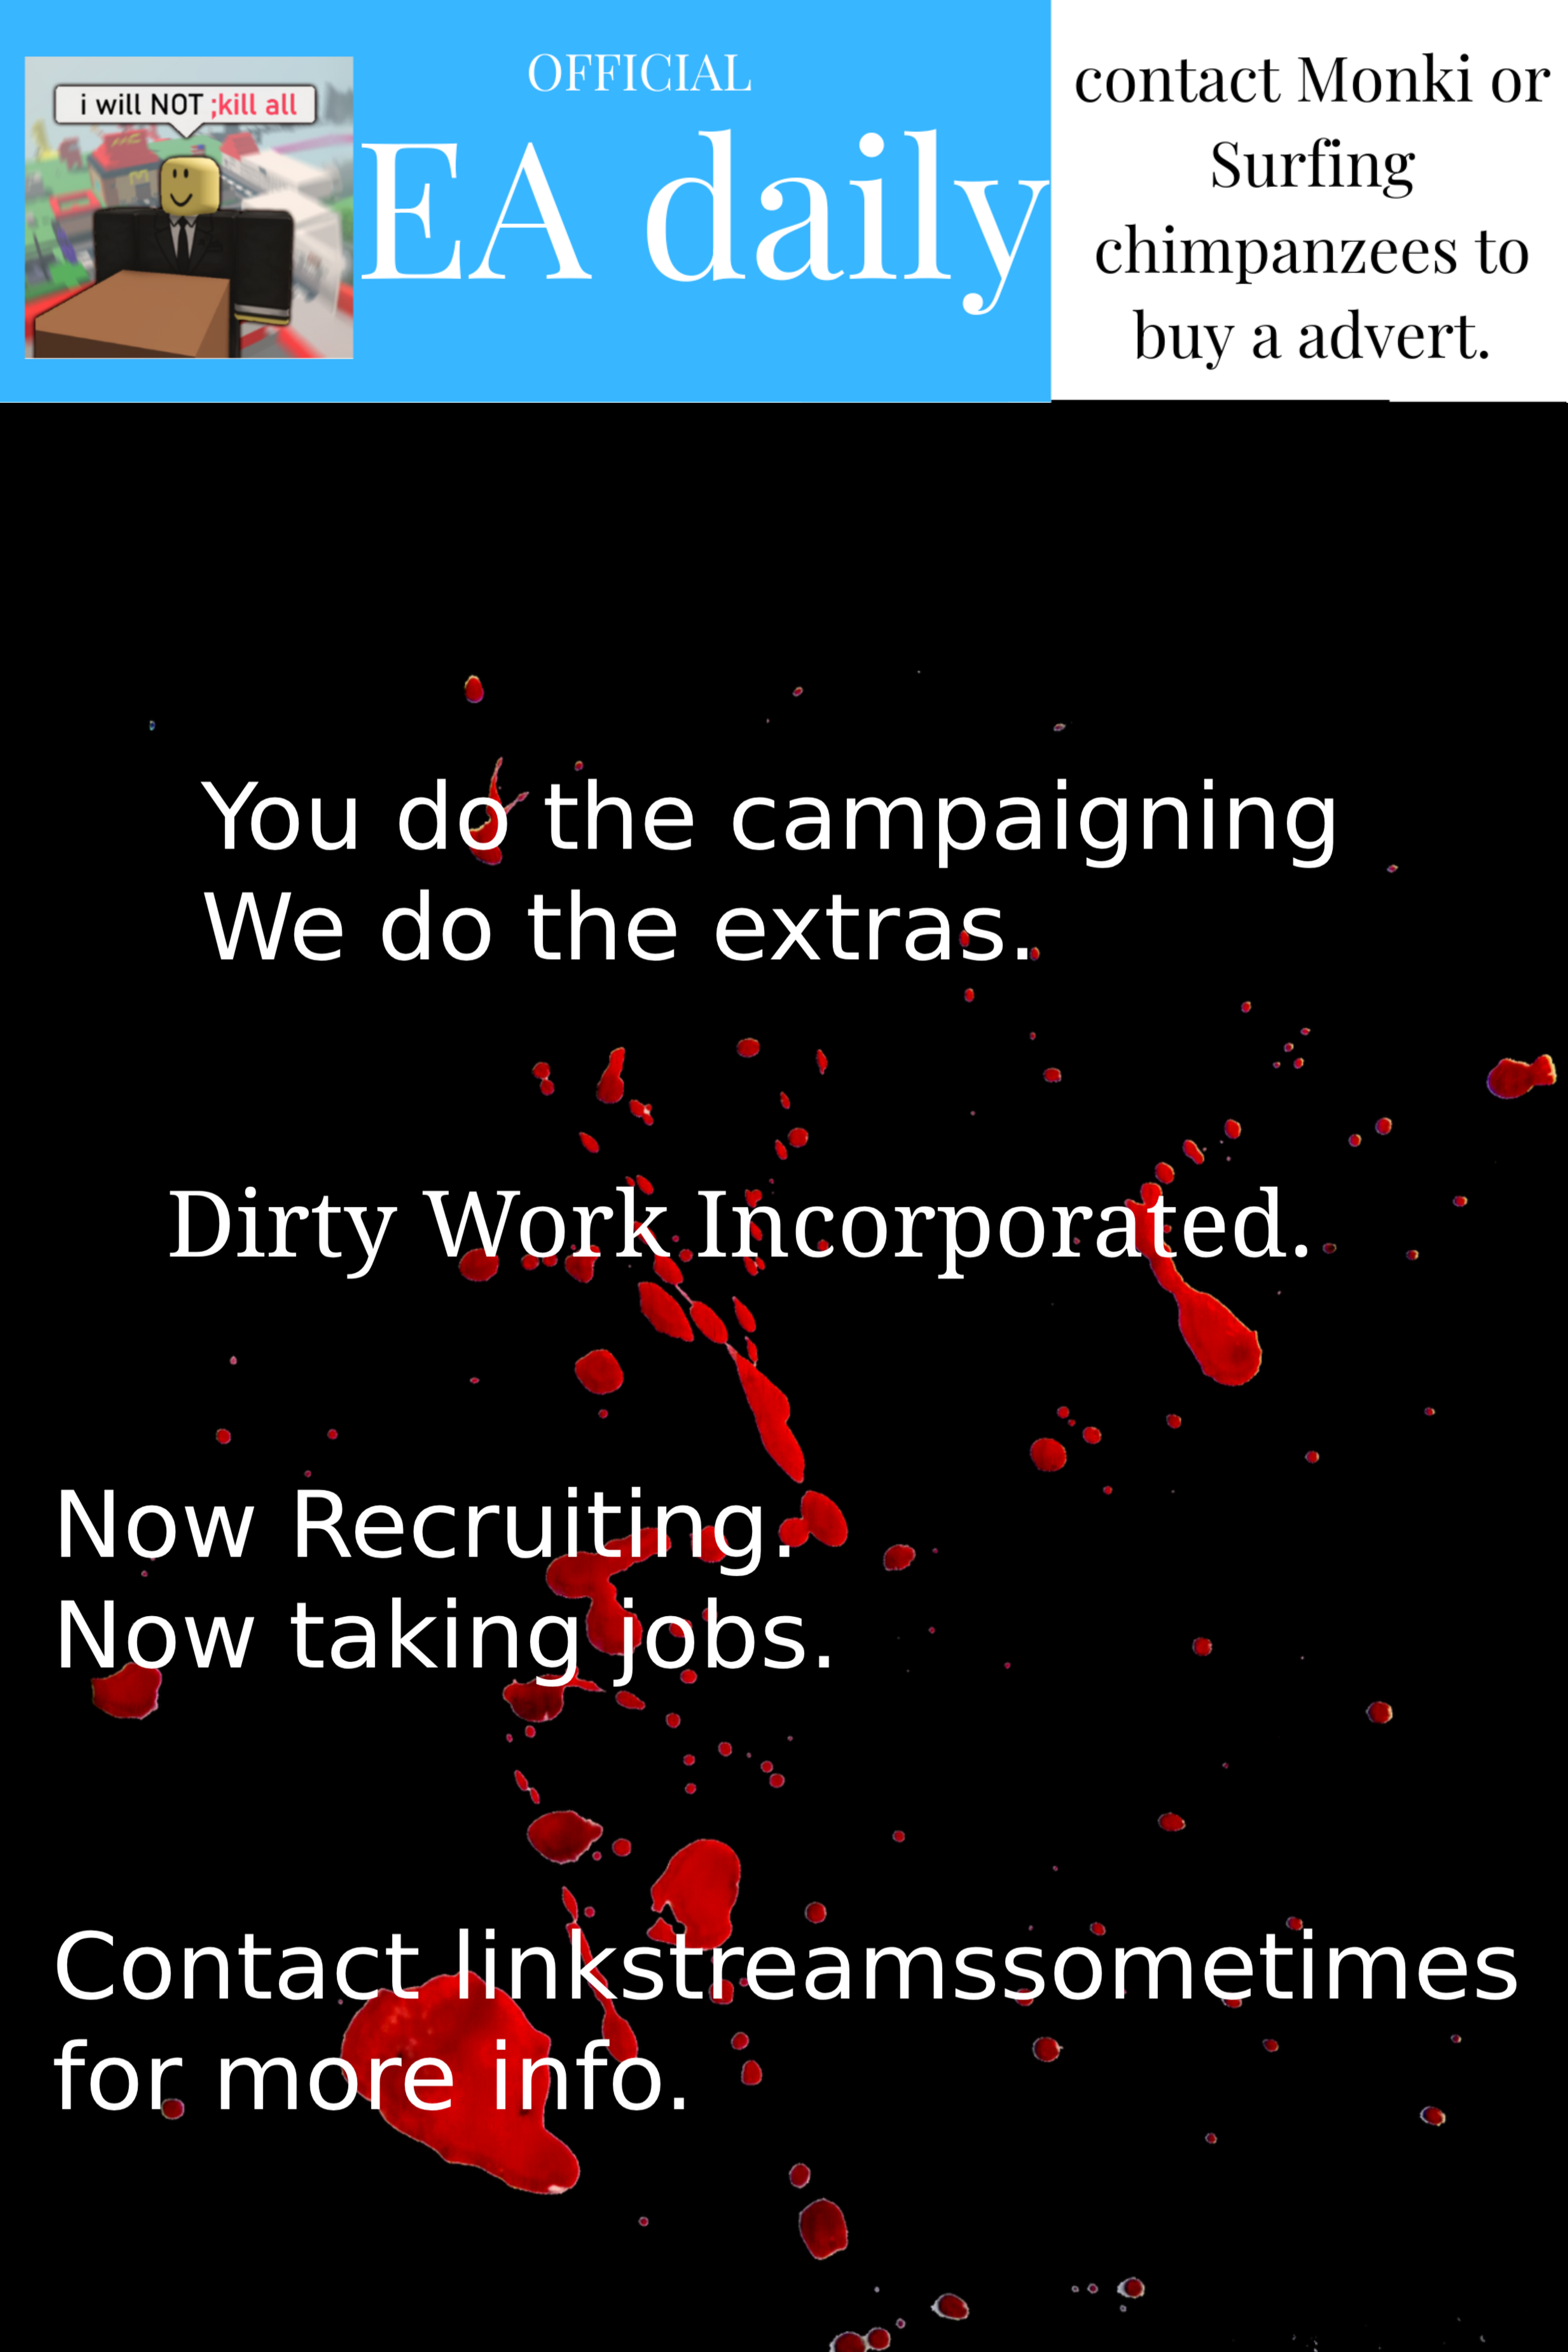 i will NOT ;kill all
OFFICIAL
EA daily
contact Monki or
Surfing
chimpanzees to
buy a advert.
You do the campaigning
We do the extras.
Dirty Work Incorporated.
Now Recruiting.
Now taking jobs.
Contact linkstreamssometimes
for more info.